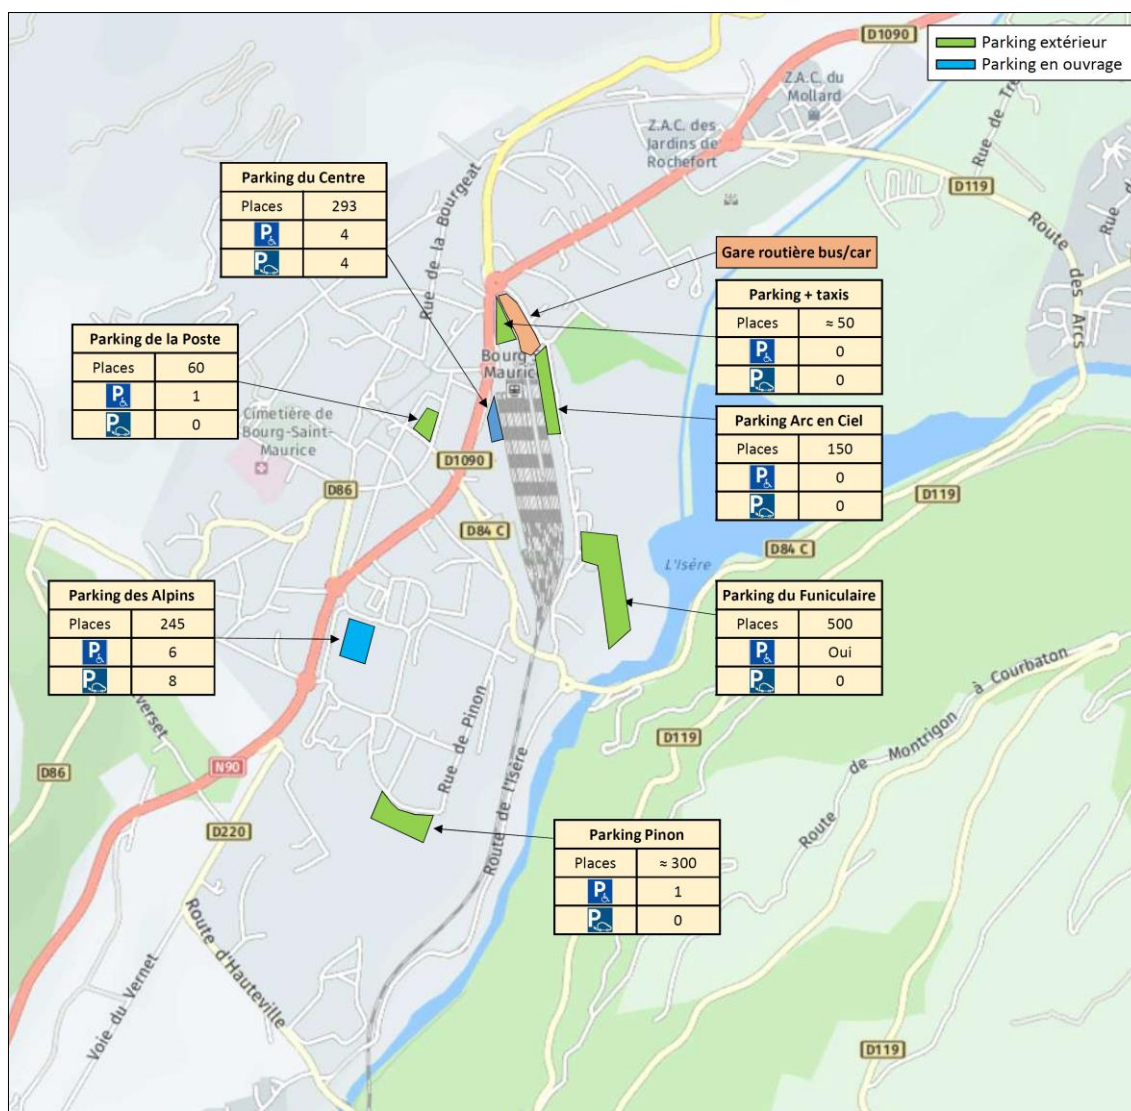 D1090
Parking extérieur
Parking en ouvrage
Z.A.C. du
Mollard
Rue de Tre
Z.A.C. des
Jardins de
Rochefort
D119
Route des Arcs
Rue d
Rue de la Bourgeat
Parking du Centre
Places 293
P 4
P 4
Gare routière bus/car
Parking + taxis
Places ≈ 50
P 0
P 0
Parking de la Poste
Places 60
P 1
P 0
Bourg-S
Maurice
Cimetière de
Bourg-Saint-
Maurice
Parking Arc en Ciel
Places 150
P 0
P 0
D1090
D86
D119
D84 C
D84 C
L'Isère
Parking des Alpins
Places 245
P 6
P 8
Parking du Funiculaire
Places 500
P Oui
P 0
verset
Rue de Pinon
Route de l'Isère
D119
Route de Montrigon à Courbaton
D86
N90
D220
Parking Pinon
Places ≈ 300
P 1
P 0
Route d'Hauteville
Voie du Vernet
D119